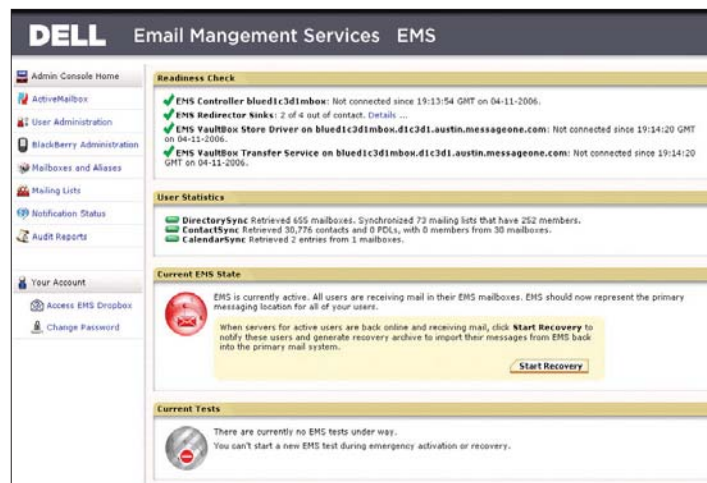 DELL Email Mangement Services EMS
Admin Console Home
ActiveMailbox
User Administration
BlackBerry Administration
Mailboxes and Aliases
Mailing Lists
Notification Status
Audit Reports
Your Account
Access EMS Dropbox
Change Password
Readiness Check
EMS Controller blued1c3d1mbox: Not connected since 19:13:54 GMT on 04-11-2006.
EMS Redirector Sinks: 2 of 4 out of contact. Details ...
EMS VaultBox Store Driver on blued1c3d1mbox.d1c3d1.austin.messageone.com: Not connected since 19:14:20 GMT
on 04-11-2006.
EMS VaultBox Transfer Service on blued1c3d1mbox.d1c3d1.austin.messageone.com: Not connected since 19:14:20
GMT on 04-11-2006.
User Statistics
DirectorySync Retrieved 655 mailboxes. Synchronized 73 mailing lists that have 252 members.
ContactSync Retrieved 30,776 contacts and 0 PDLs, with 0 members from 30 mailboxes.
CalendarSync Retrieved 2 entries from 1 mailboxes.
Current EMS State
EMS is currently active. All users are receiving mail in their EMS mailboxes. EMS should now represent the primary
messaging location for all of your users.
When servers for active users are back online and receiving mail, click Start Recovery to
notify these users and generate recovery archive to import their messages from EMS back
into the primary mail system.
Start Recovery
Current Tests
There are currently no EMS tests under way.
You can't start a new EMS test during emergency activation or recovery.